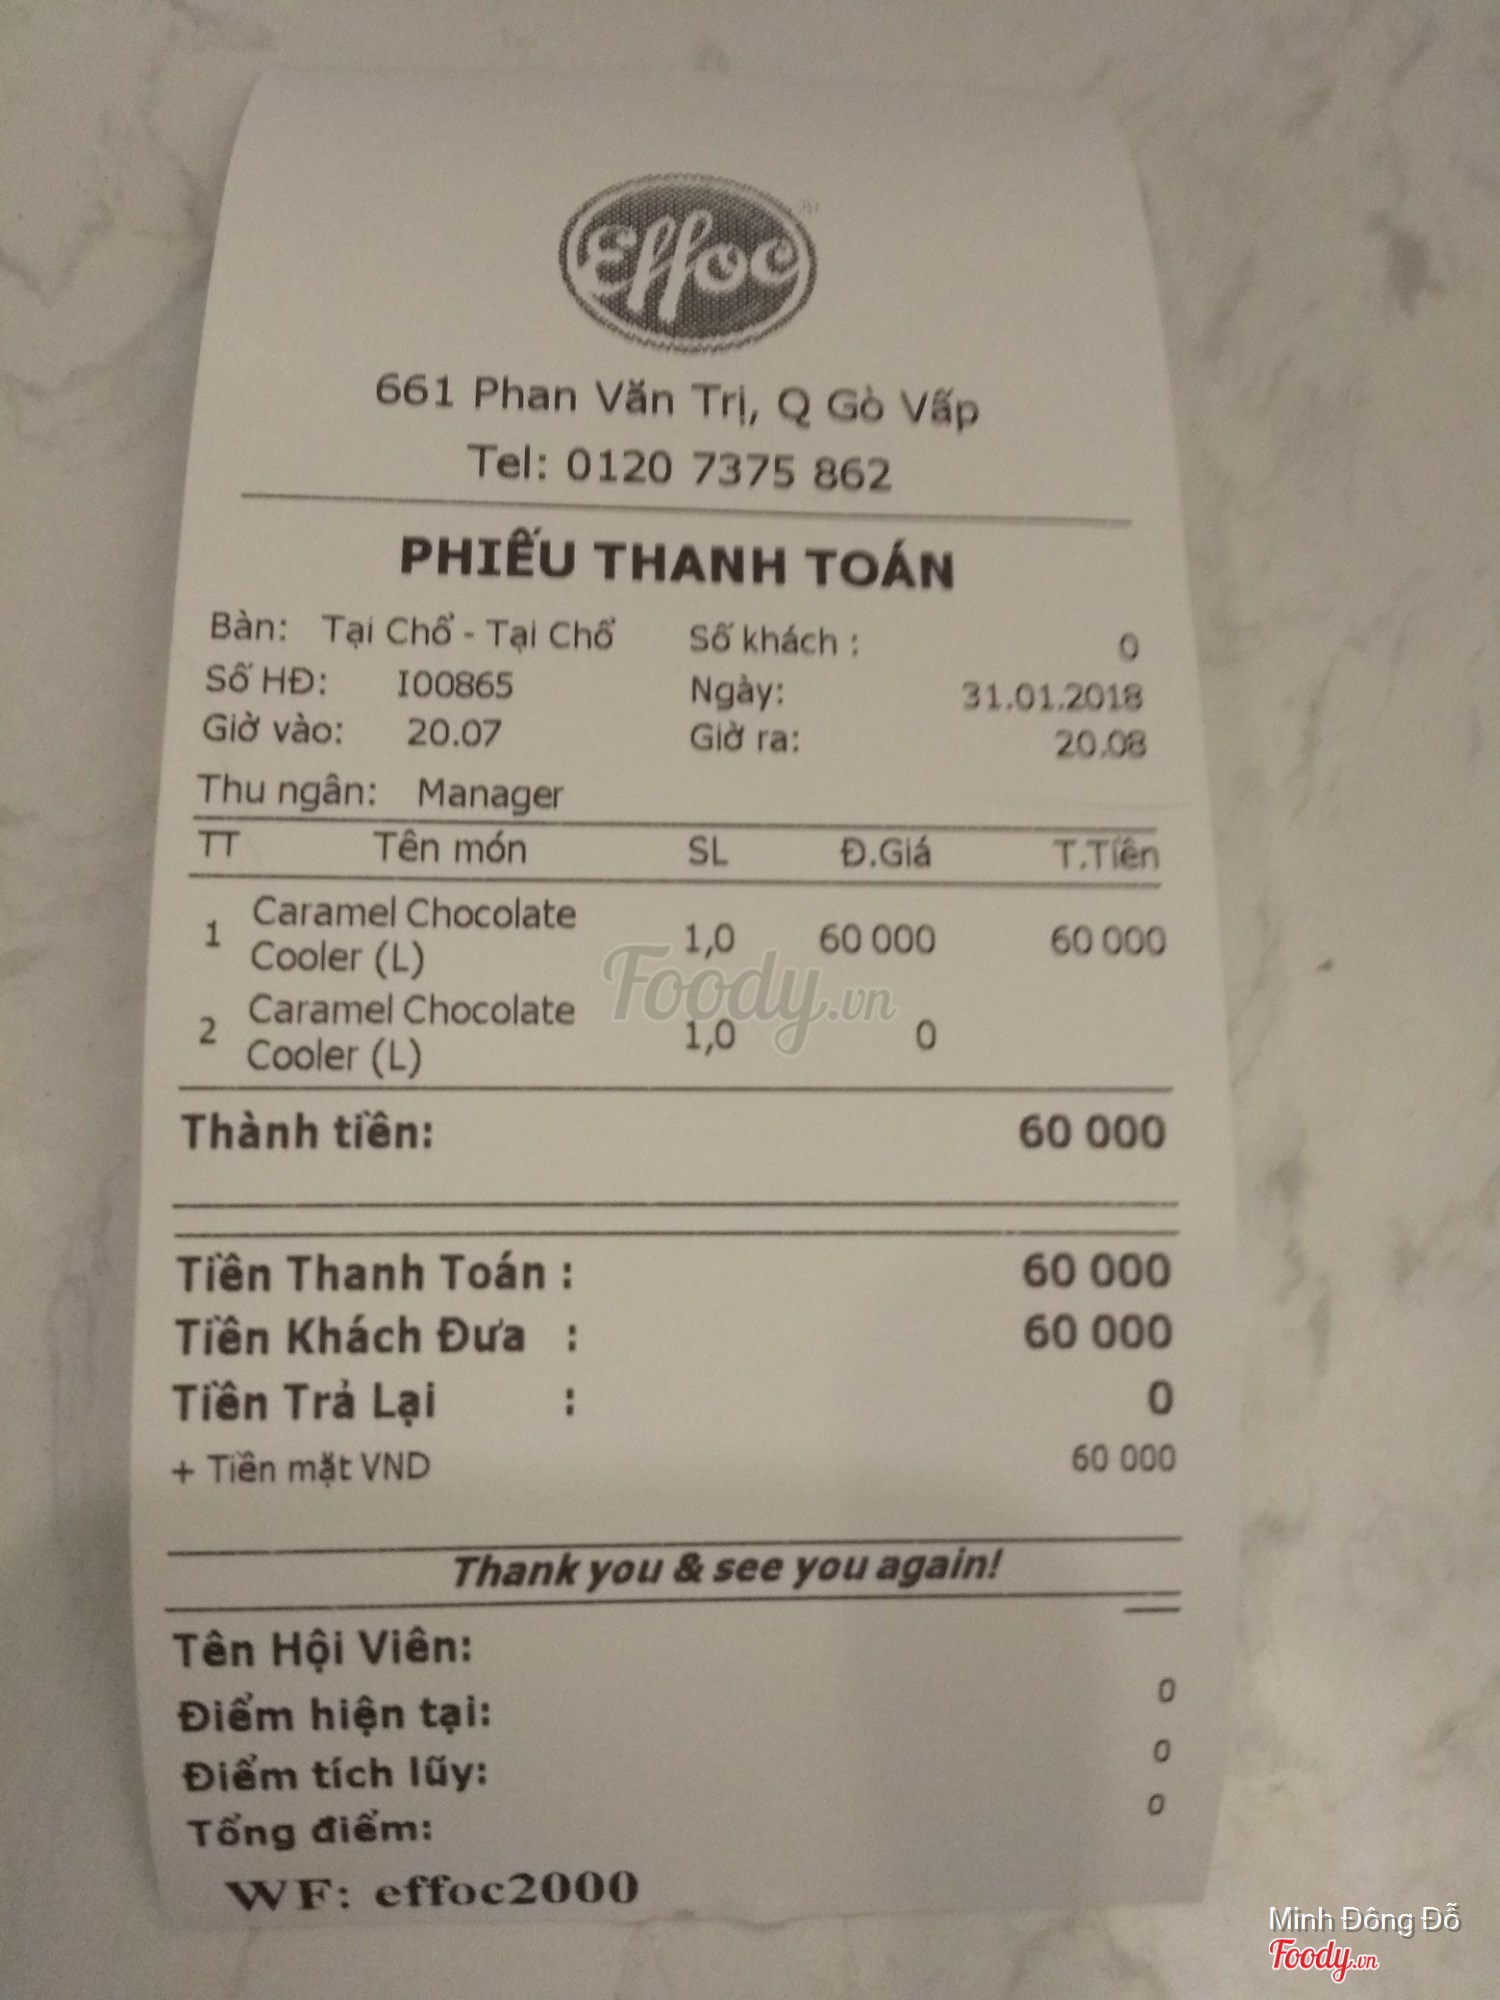 Effoc
661 Phan Văn Trị, Q Gò Vấp
Tel: 0120 7375 862
PHIẾU THANH TOÁN
Bàn: Tại Chổ - Tại Chổ Số khách : 0
Số HĐ: I00865 Ngày: 31.01.2018
Giờ vào: 20.07 Giờ ra: 20.08
Thu ngân: Manager
TT Tên món SL Đ.Giá T.Tiền
1 Caramel Chocolate Cooler (L) 1,0 60 000 60 000
2 Caramel Chocolate Cooler (L) 1,0 0
Thành tiền: 60 000
Tiền Thanh Toán : 60 000
Tiền Khách Đưa : 60 000
Tiền Trả Lại : 0
+ Tiền mặt VND 60 000
Thank you & see you again!
Tên Hội Viên:
Điểm hiện tại: 0
Điểm tích lũy: 0
Tổng điểm: 0
WF: effoc2000
Foody.vn
Minh Đông Đỗ
Foody.vn